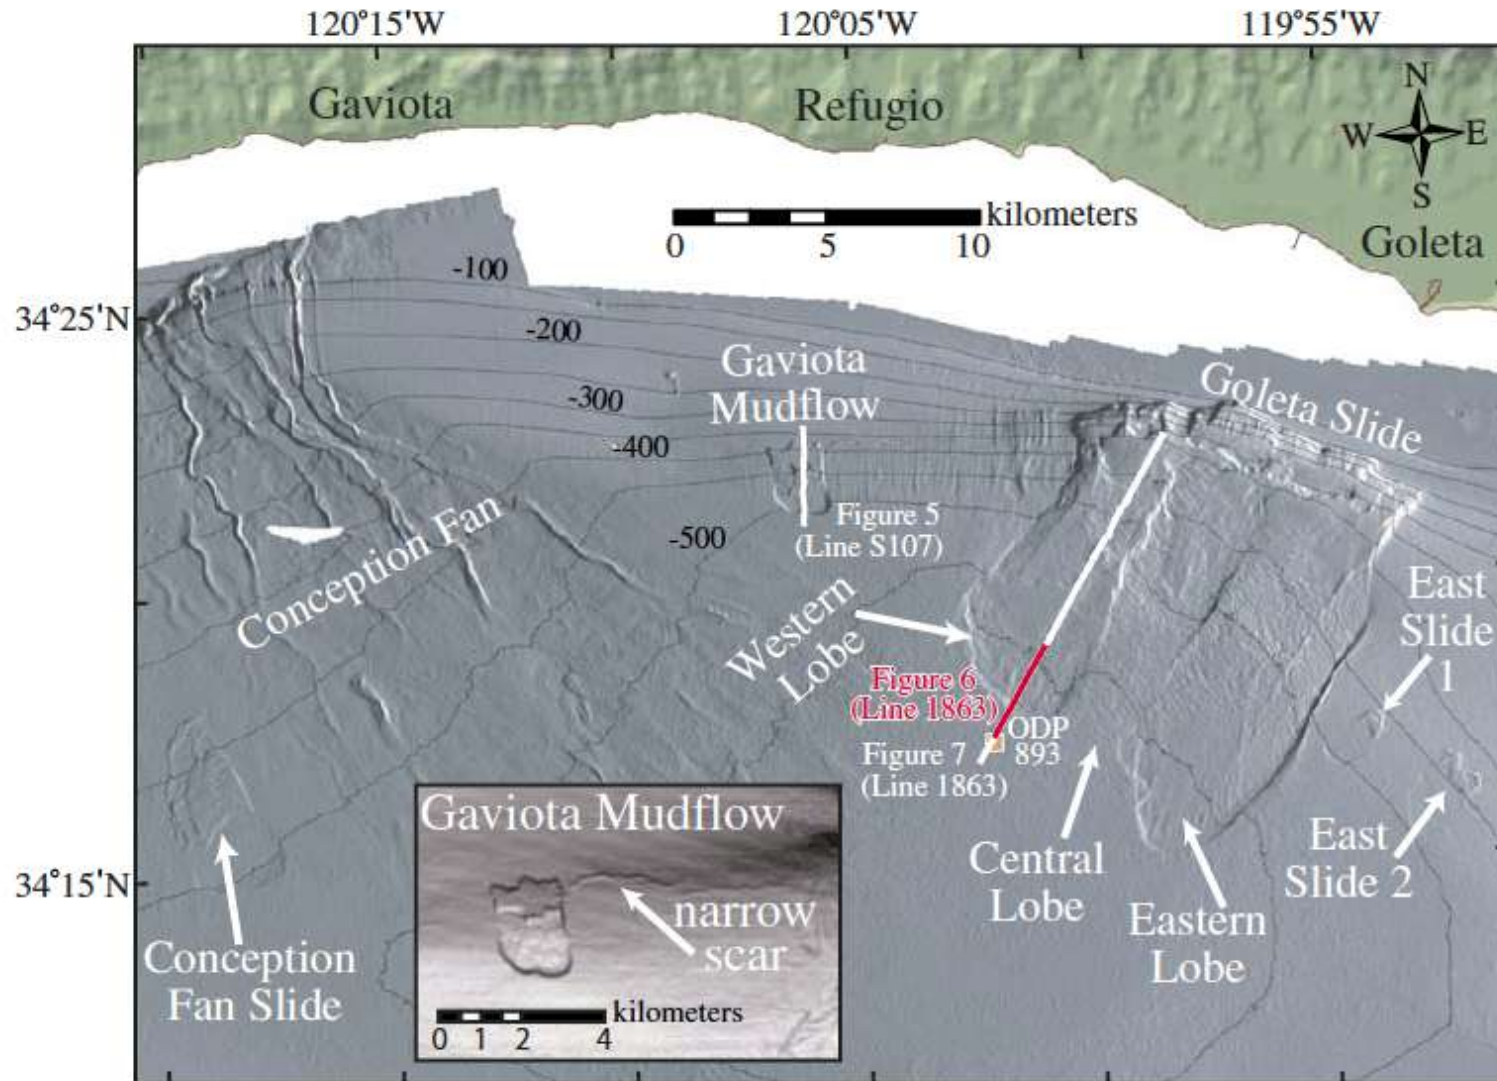 120°15'W
120°05'W
119°55'W
Gaviota
Refugio
N
W
E
S
kilometers
0
5
10
Goleta
34°25'N
-100
-200
-300
-400
-500
Gaviota
Mudflow
Goleta Slide
Figure 5
(Line S107)
Conception Fan
Western
Lobe
East
Slide
1
Figure 6
(Line 1863)
ODP
893
Figure 7
(Line 1863)
34°15'N
Gaviota Mudflow
narrow
scar
kilometers
0
1
2
4
Central
Lobe
East
Slide 2
Eastern
Lobe
Conception
Fan Slide